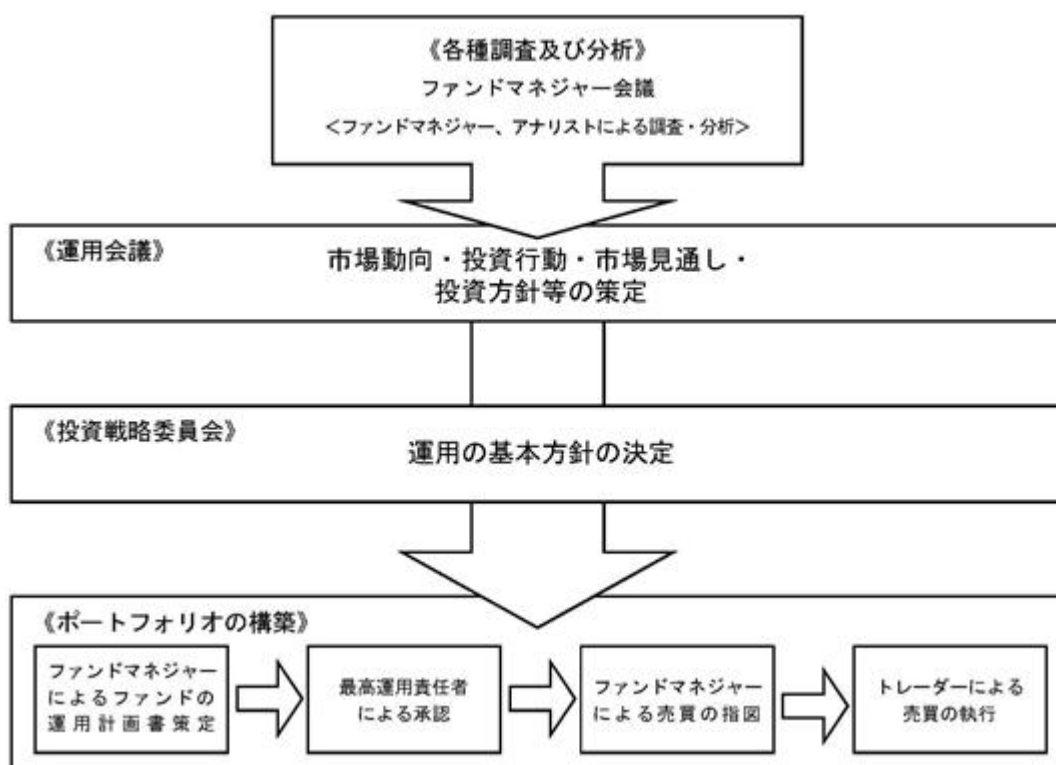 《各種調査及び分析》
ファンドマネジャー会議
<ファンドマネジャー、アナリストによる調査・分析>
《運用会議》
市場動向・投資行動・市場見通し・
投資方針等の策定
《投資戦略委員会》
運用の基本方針の決定
《ポートフォリオの構築》
ファンドマネジャー
によるファンドの
運用計画書策定
最高運用責任者
による承認
ファンドマネジャー
による売買の指図
トレーダーによる
売買の執行